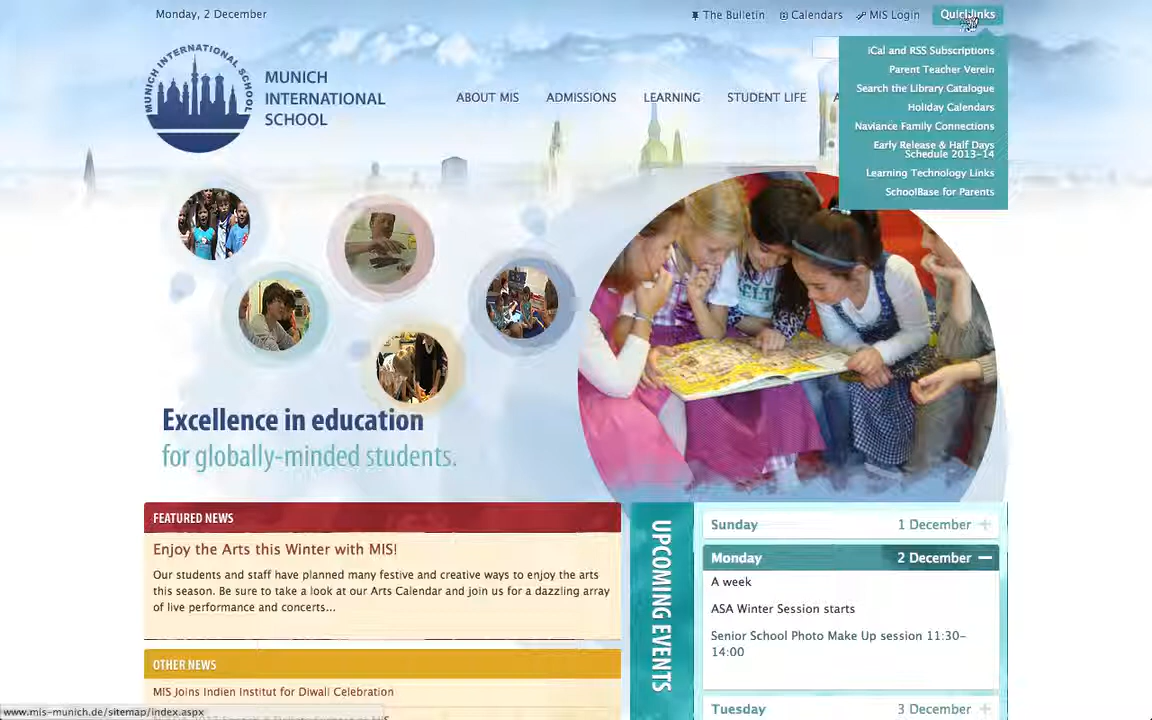 Monday, 2 December
The Bulletin
Calendars
MIS Login
Quicklinks
iCal and RSS Subscriptions
Parent Teacher Verein
Search the Library Catalogue
Holiday Calendars
Naviance Family Connections
Early Release & Half Days
Schedule 2013-14
Learning Technology Links
SchoolBase for Parents
MUNICH INTERNATIONAL SCHOOL
MUNICH
INTERNATIONAL
SCHOOL
ABOUT MIS
ADMISSIONS
LEARNING
STUDENT LIFE
A
Excellence in education
for globally-minded students.
FEATURED NEWS
Enjoy the Arts this Winter with MIS!
Our students and staff have planned many festive and creative ways to enjoy the arts
this season. Be sure to take a look at our Arts Calendar and join us for a dazzling array
of live performance and concerts...
OTHER NEWS
MIS Joins Indien Institut for Diwali Celebration
www.mis-munich.de/sitemap/index.aspx
UPCOMING EVENTS
Sunday 1 December
Monday 2 December
A week
ASA Winter Session starts
Senior School Photo Make Up session 11:30-
14:00
Tuesday 3 December